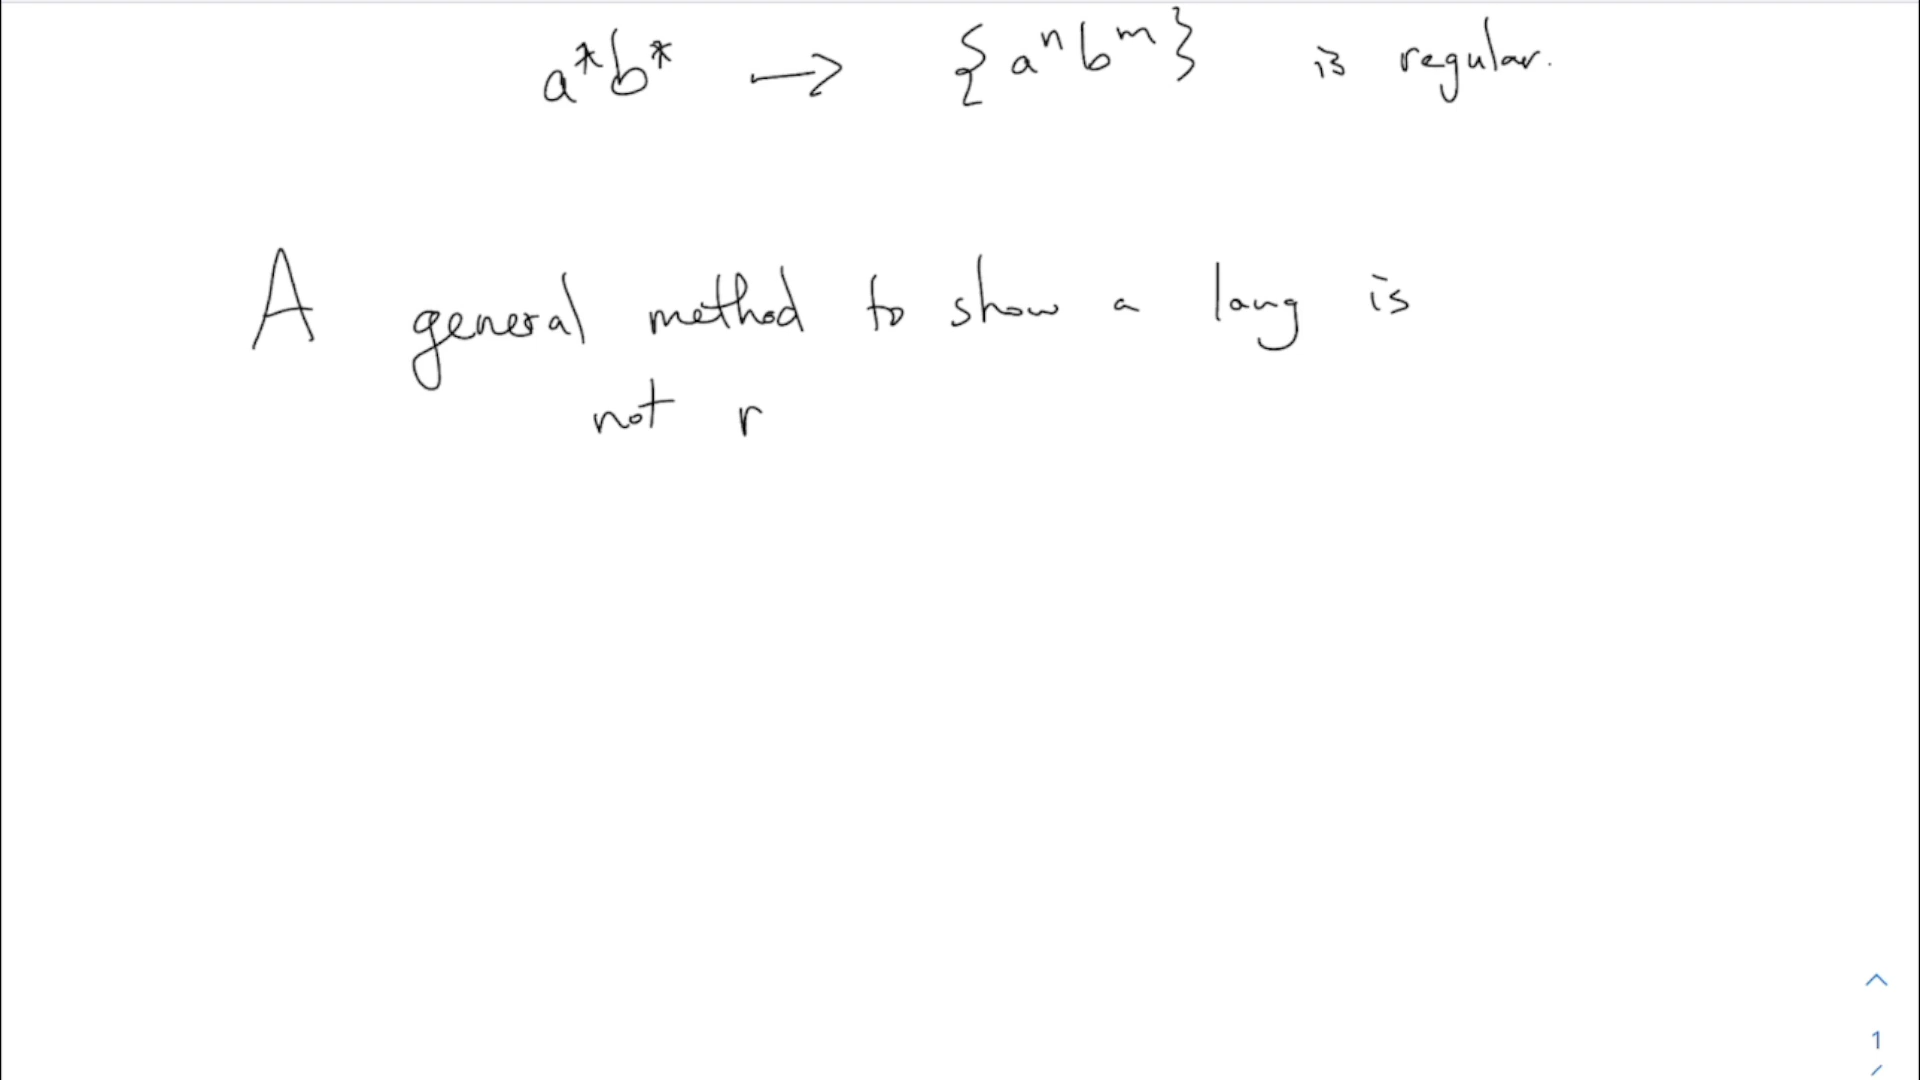 a*b* → {aⁿbᵐ} is regular.
A general method to show a lang is
not r
1